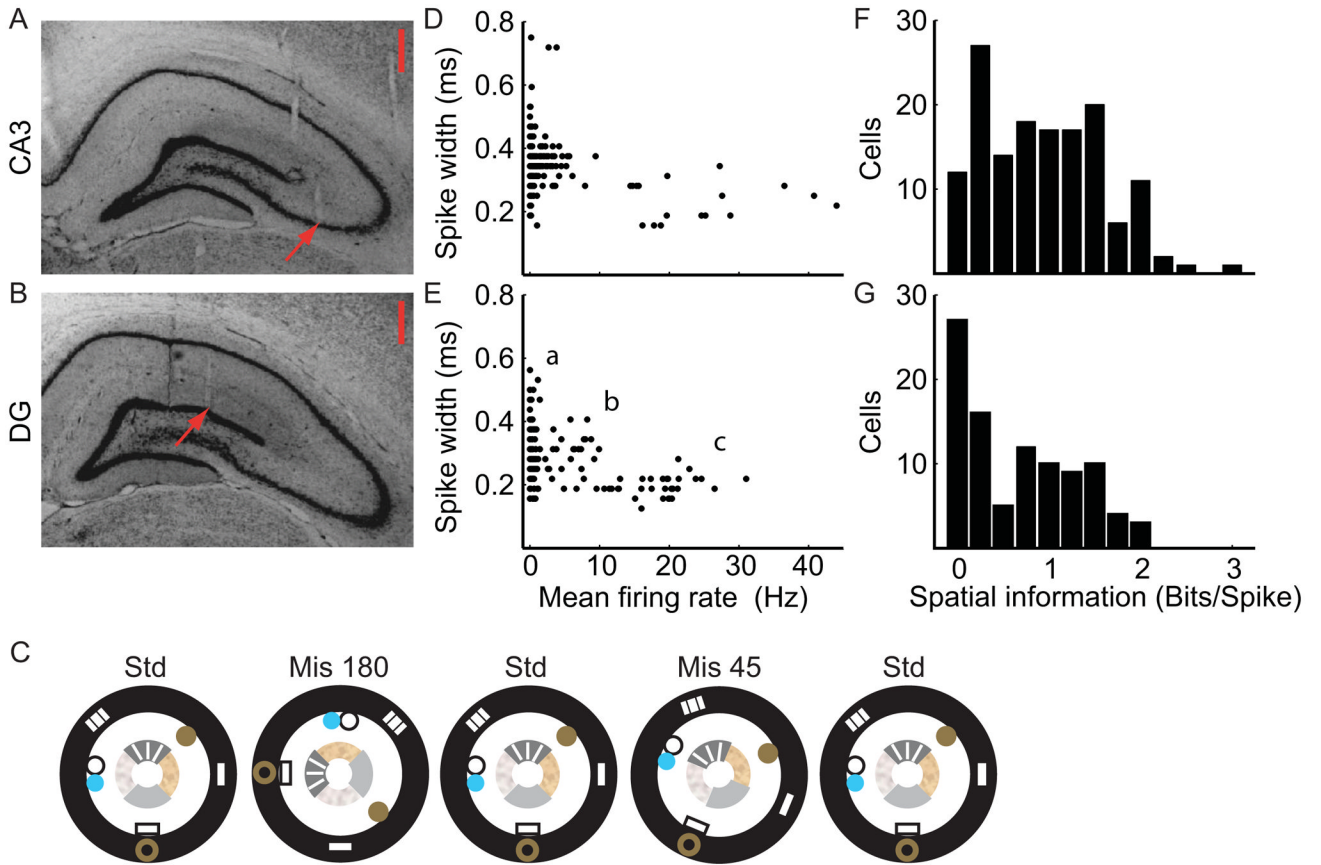 A
CA3
B
DG
D
0.8
0.6
0.4
0.2
Spike width (ms)
E
0.8
0.6
0.4
0.2
Spike width (ms)
a
b
c
0 10 20 30 40
Mean firing rate (Hz)
F
30
20
10
Cells
G
30
20
10
Cells
0 1 2 3
Spatial information (Bits/Spike)
C
Std
Mis 180
Std
Mis 45
Std